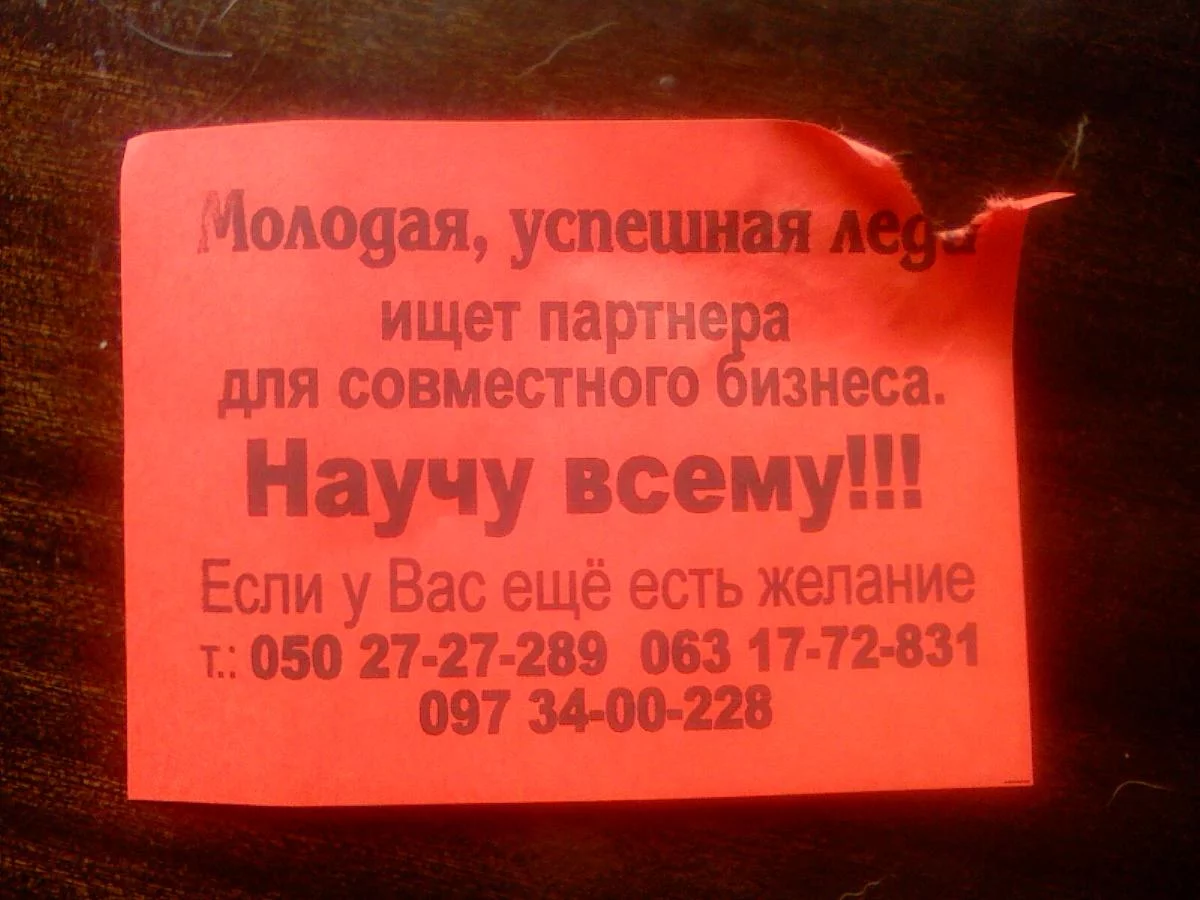 Молодая, успешная леди
ищет партнера
для совместного бизнеса.
Научу всему!!!
Если у Вас ещё есть желание
т.: 050 27-27-289 063 17-72-831
097 34-00-228